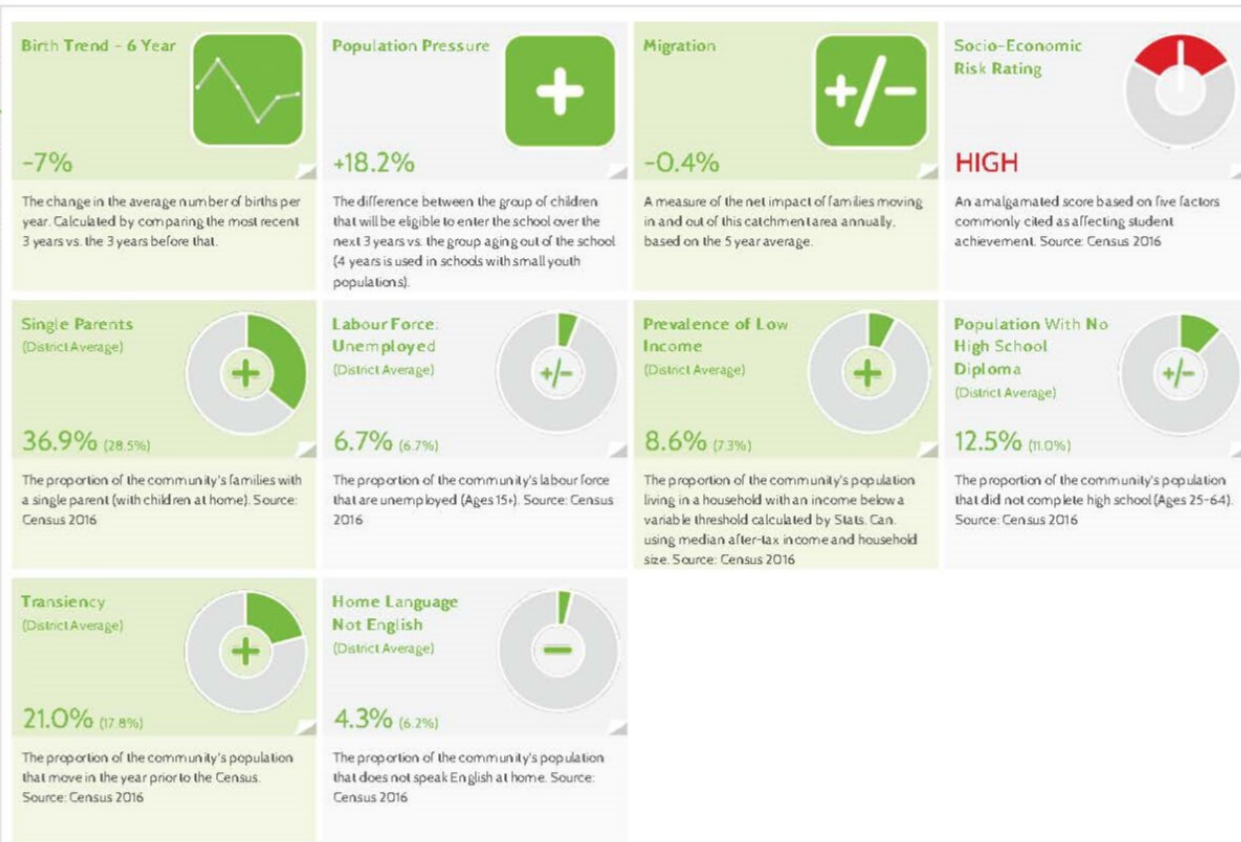 Birth Trend - 6 Year
-7%
The change in the average number of births per
year. Calculated by comparing the most recent
3 years vs. the 3 years before that.
Population Pressure
+
+18.2%
The difference between the group of children
that will be eligible to enter the school over the
next 3 years vs. the group aging out of the school
(4 years is used in schools with small youth
populations).
Migration
+/-
-0.4%
A measure of the net impact of families moving
in and out of this catchment area annually,
based on the 5 year average.
Socio-Economic
Risk Rating
HIGH
An amalgamated score based on five factors
commonly cited as affecting student
achievement. Source: Census 2016
Single Parents
(District Average)
+
36.9% (28.5%)
The proportion of the community's families with
a single parent (with children at home). Source:
Census 2016
Labour Force:
Unemployed
(District Average)
+/-
6.7% (6.7%)
The proportion of the community's labour force
that are unemployed (Ages 15+). Source: Census
2016
Prevalence of Low
Income
(District Average)
+
8.6% (7.3%)
The proportion of the community's population
living in a household with an income below a
variable threshold calculated by Stats. Can.
using median after-tax income and household
size. Source: Census 2016
Population With No
High School
Diploma
(District Average)
+/-
12.5% (11.0%)
The proportion of the community's population
that did not complete high school (Ages 25-64).
Source: Census 2016
Transiency
(District Average)
+
21.0% (17.8%)
The proportion of the community's population
that move in the year prior to the Census.
Source: Census 2016
Home Language
Not English
(District Average)
-
4.3% (6.2%)
The proportion of the community's population
that does not speak English at home. Source:
Census 2016